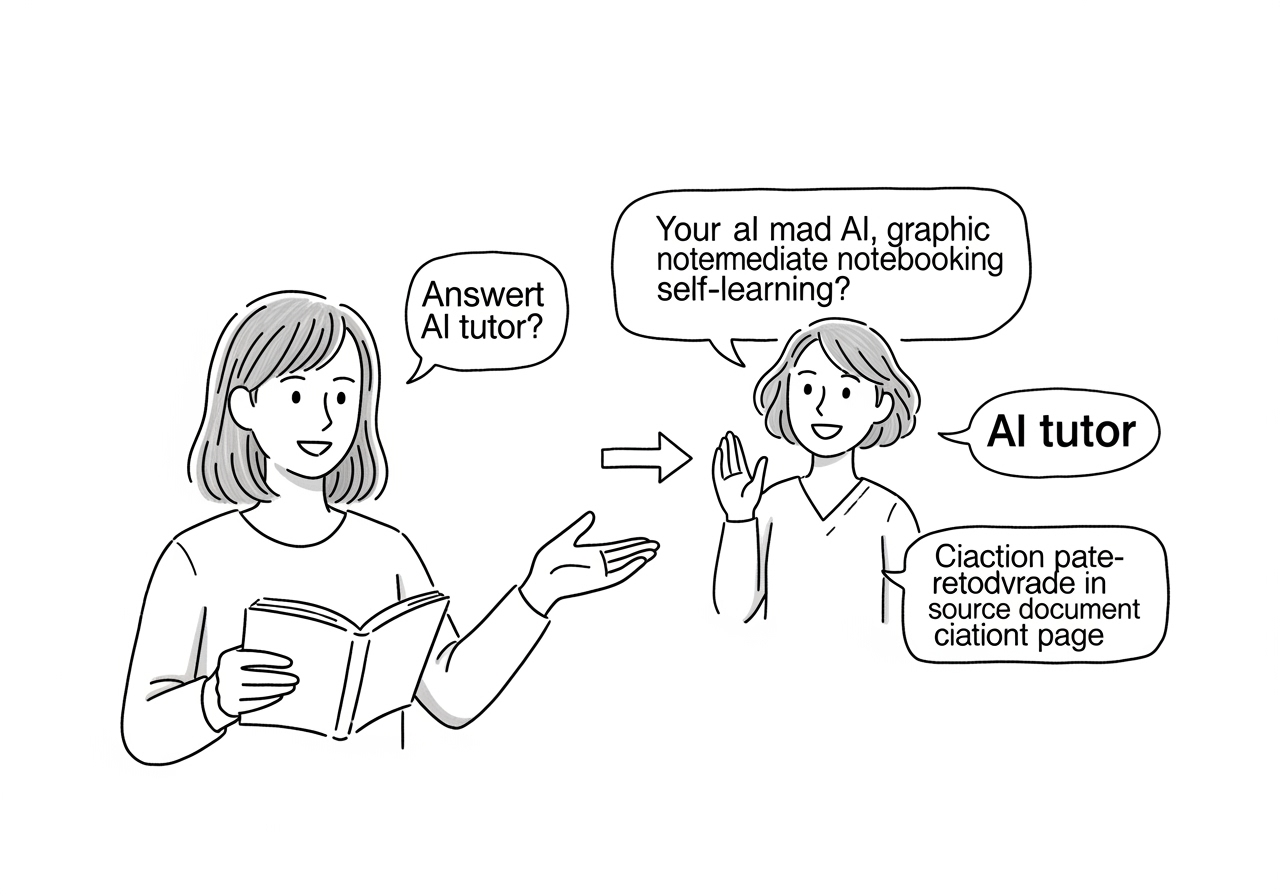 Answert
AI tutor?
Your al mad AI, graphic
notermediate notebooking
self-learning?
AI tutor
Ciaction pate-
retodvrade in
source document
ciationt page